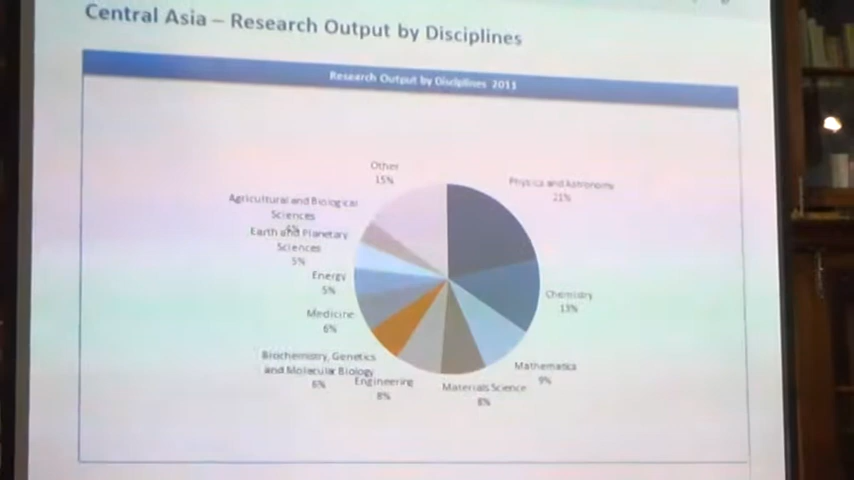 Central Asia – Research Output by Disciplines
Research Output by Disciplines 2011
Other
15%
Physics and Astronomy
21%
Agricultural and Biological
Sciences
Earth and Planetary
Sciences
5%
Energy
5%
Chemistry
13%
Medicine
6%
Biochemistry, Genetics
and Molecular Biology
6%
Engineering
8%
Materials Science
8%
Mathematics
9%